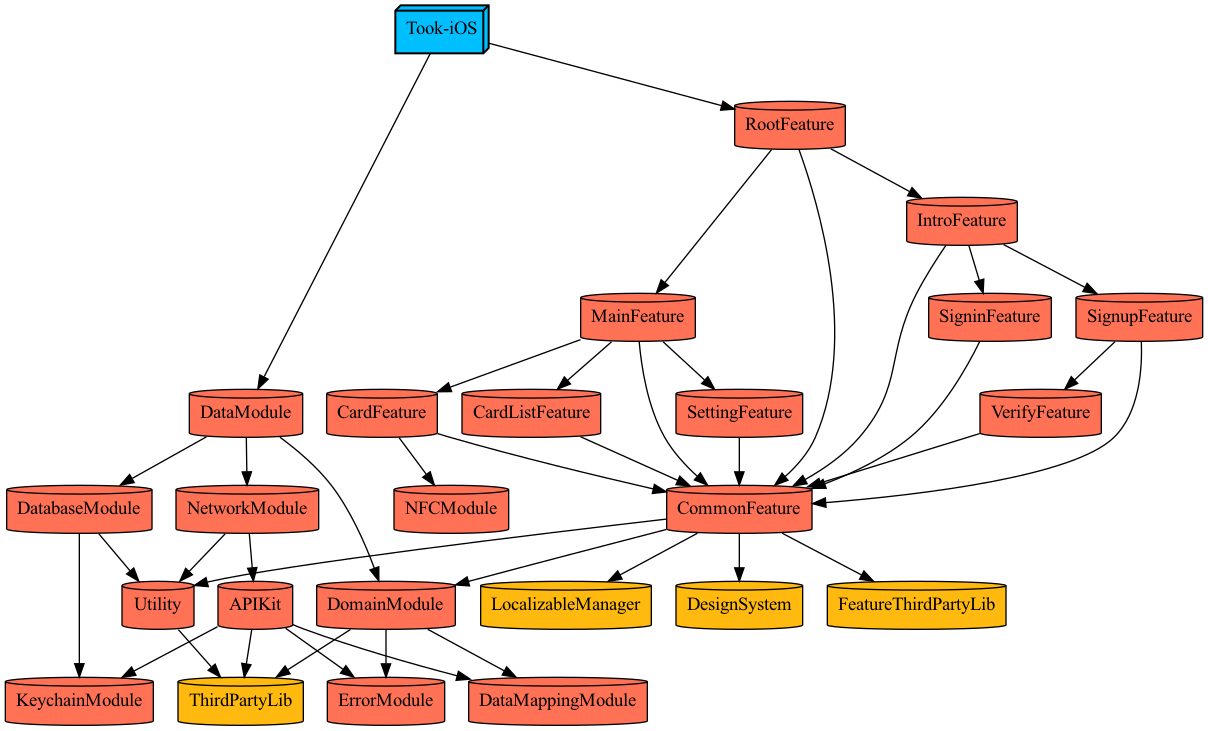 Took-iOS
RootFeature
IntroFeature
MainFeature
SigninFeature
SignupFeature
DataModule
CardFeature
CardListFeature
SettingFeature
VerifyFeature
DatabaseModule
NetworkModule
NFCModule
CommonFeature
Utility
APIKit
DomainModule
LocalizableManager
DesignSystem
FeatureThirdPartyLib
KeychainModule
ThirdPartyLib
ErrorModule
DataMappingModule